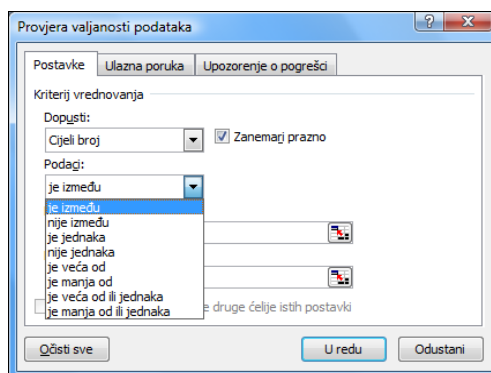 Provjera valjanosti podataka
Postavke Ulazna poruka Upozorenje o pogrešci
Kriterij vrednovanja
Dopusti:
Cijeli broj Zanemari prazno
Podaci:
je između
je između
nije između
je jednaka
nije jednaka
je veća od
je manja od
je veća od ili jednaka
je manja od ili jednaka
druge ćelije istih postavki
Očisti sve U redu Odustani